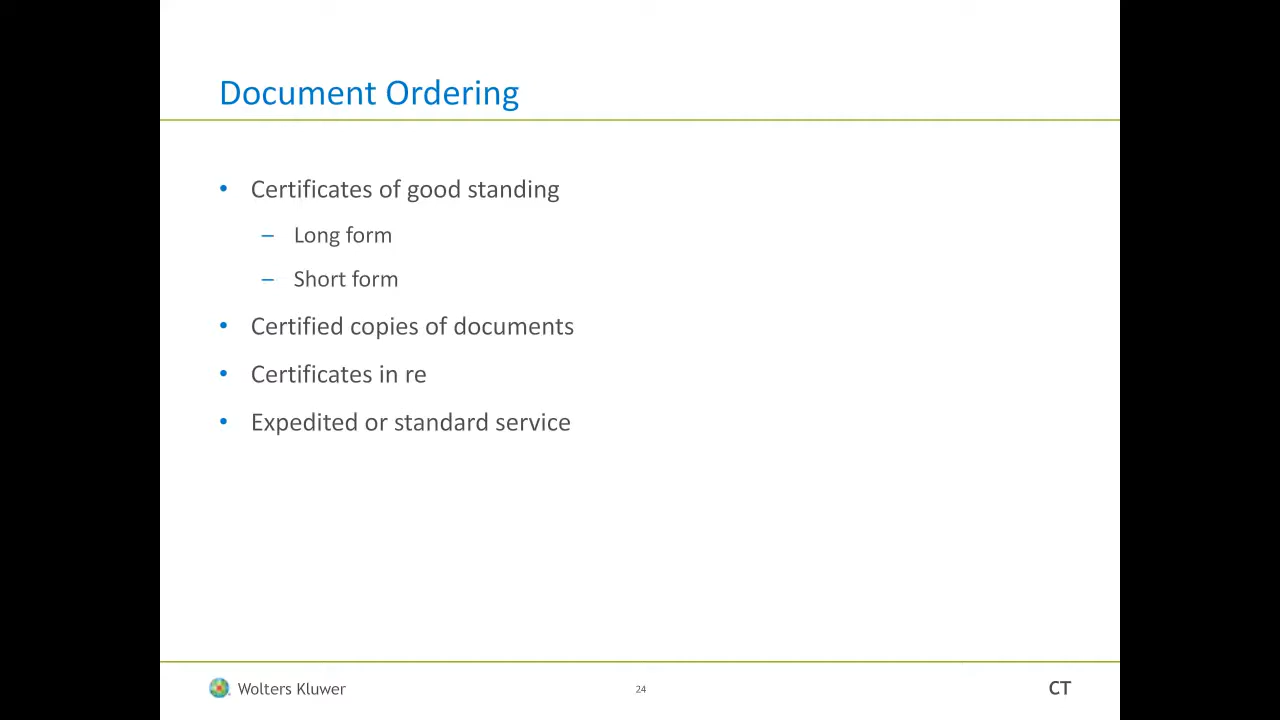 Document Ordering
• Certificates of good standing
– Long form
– Short form
• Certified copies of documents
• Certificates in re
• Expedited or standard service
Wolters Kluwer
24
CT